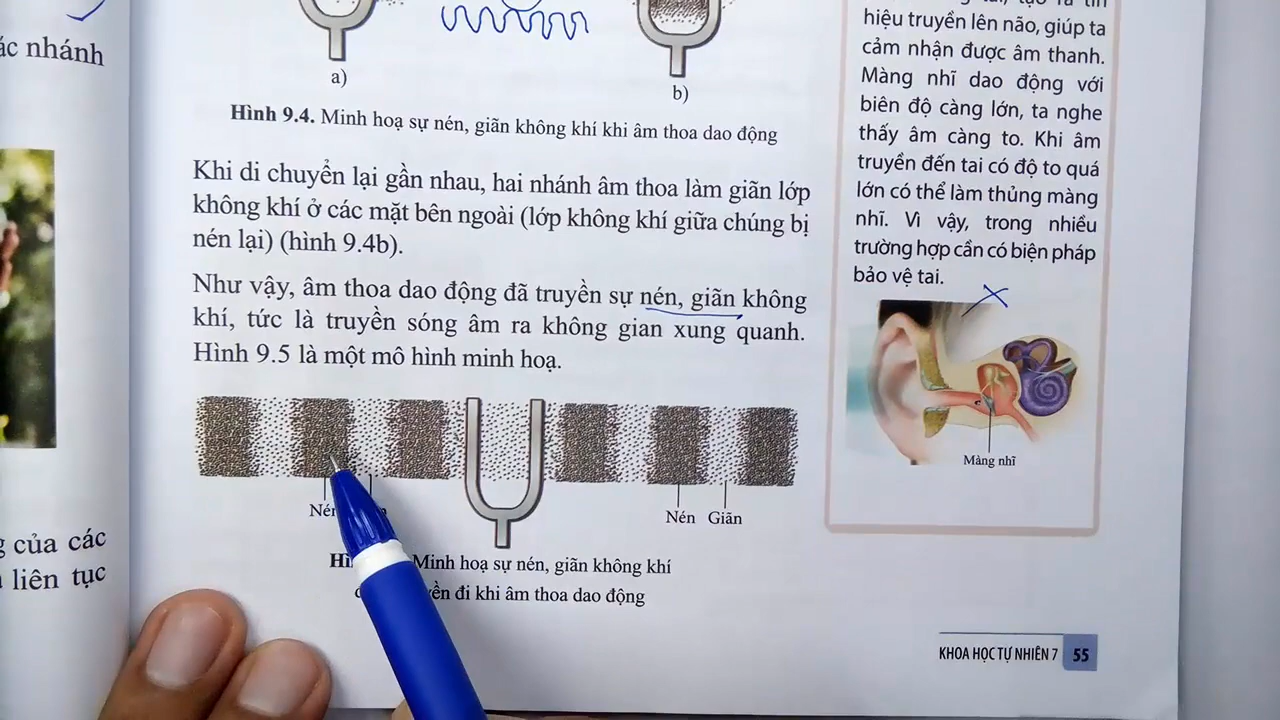 ác nhánh
a)
b)
Hình 9.4. Minh hoạ sự nén, giãn không khí khi âm thoa dao động
Khi di chuyển lại gần nhau, hai nhánh âm thoa làm giãn lớp
không khí ở các mặt bên ngoài (lớp không khí giữa chúng bị
nén lại) (hình 9.4b).
Như vậy, âm thoa dao động đã truyền sự nén, giãn không
khí, tức là truyền sóng âm ra không gian xung quanh.
Hình 9.5 là một mô hình minh hoạ.
Nén Giãn
Minh hoạ sự nén, giãn không khí
đi khi âm thoa dao động
của các
liên tục
hiệu truyền lên não, giúp ta
cảm nhận được âm thanh.
Màng nhĩ dao động với
biên độ càng lớn, ta nghe
thấy âm càng to. Khi âm
truyền đến tai có độ to quá
lớn có thể làm thủng màng
nhĩ. Vì vậy, trong nhiều
trường hợp cần có biện pháp
bảo vệ tai.
Màng nhĩ
KHOA HỌC TỰ NHIÊN 7 55